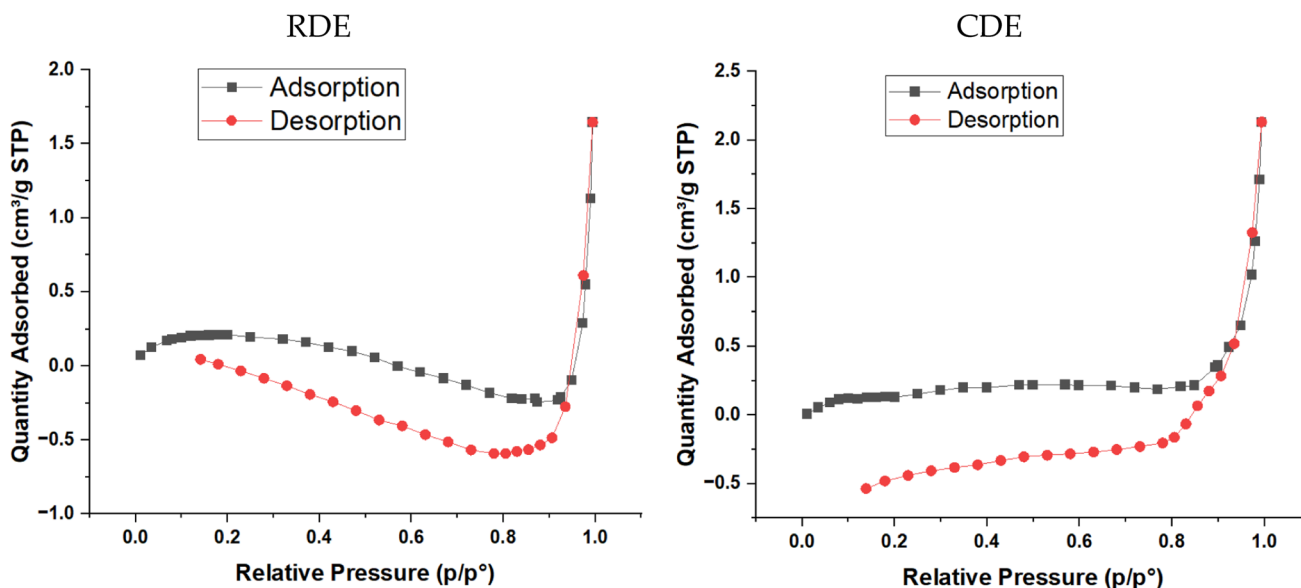 RDE
Adsorption
Desorption
2.0
1.5
1.0
0.5
0.0
−0.5
−1.0
Quantity Adsorbed (cm³/g STP)
0.0 0.2 0.4 0.6 0.8 1.0
Relative Pressure (p/p°)
CDE
Adsorption
Desorption
2.5
2.0
1.5
1.0
0.5
0.0
−0.5
Quantity Adsorbed (cm³/g STP)
0.0 0.2 0.4 0.6 0.8 1.0
Relative Pressure (p/p°)